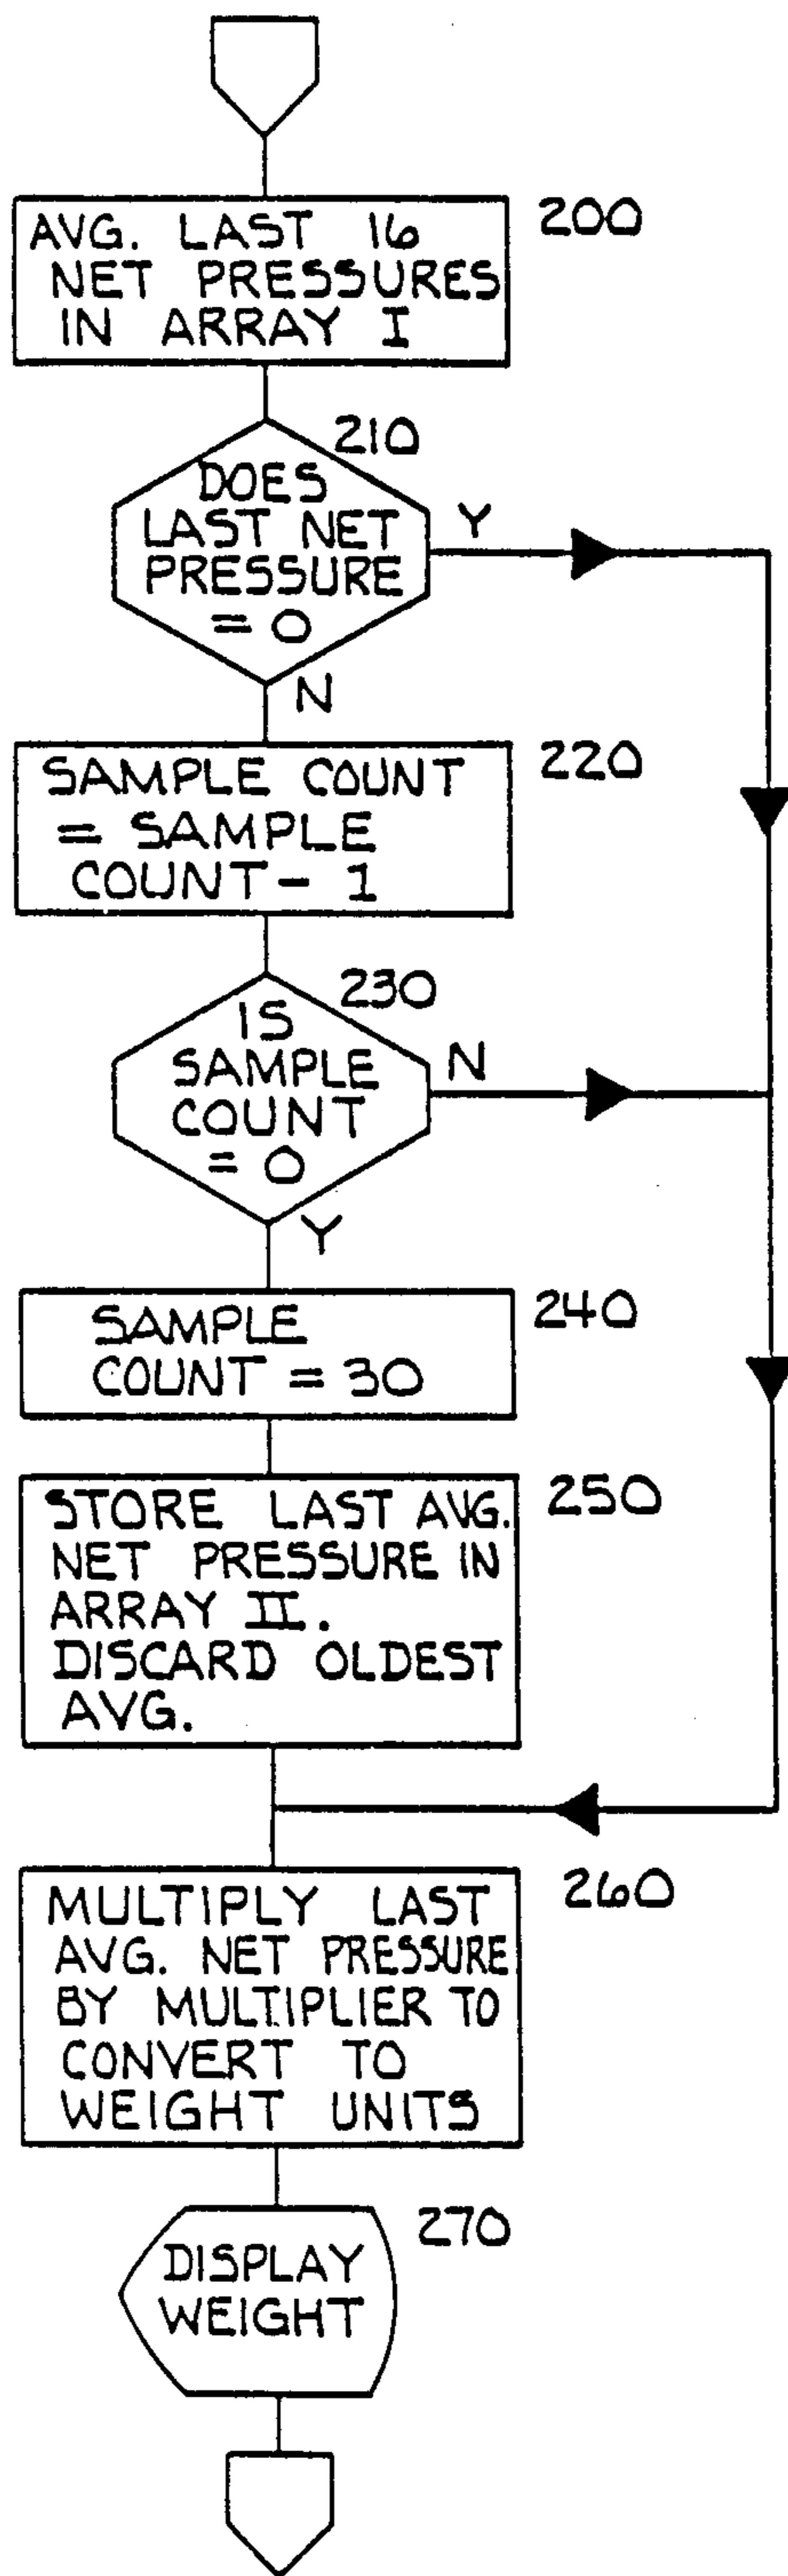 AVG. LAST 16
NET PRESSURES
IN ARRAY I
200
210
DOES
LAST NET
PRESSURE
= 0
Y
N
SAMPLE COUNT
= SAMPLE
COUNT - 1
220
230
IS
SAMPLE
COUNT
= 0
N
Y
SAMPLE
COUNT = 30
240
STORE LAST AVG.
NET PRESSURE IN
ARRAY II.
DISCARD OLDEST
AVG.
250
260
MULTIPLY LAST
AVG. NET PRESSURE
BY MULTIPLIER TO
CONVERT TO
WEIGHT UNITS
270
DISPLAY
WEIGHT